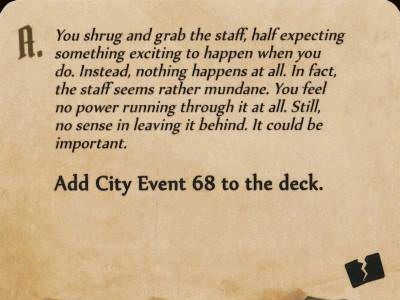 A. You shrug and grab the staff, half expecting
something exciting to happen when you
do. Instead, nothing happens at all. In fact,
the staff seems rather mundane. You feel
no power running through it at all. Still,
no sense in leaving it behind. It could be
important.
Add City Event 68 to the deck.